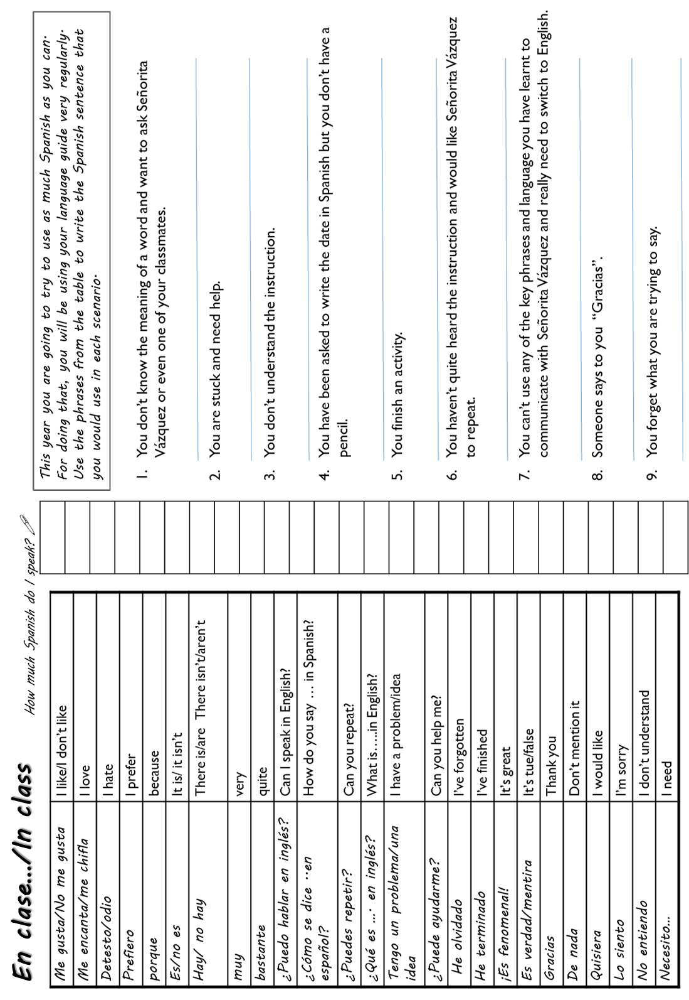 En clase…/In class
How much Spanish do I speak?
Me gusta/No me gusta I like/I don't like
Me encanta/me chifla I love
Detesto/odio I hate
Prefiero I prefer
porque because
Es/no es It is/ it isn't
Hay/ no hay There is/are There isn't/aren't
muy very
bastante quite
¿Puedo hablar en inglés? Can I speak in English?
¿Cómo se dice ..en How do you say … in Spanish?
español?
¿Puedes repetir? Can you repeat?
¿Qué es …. en inglés? What is…..in English?
Tengo un problema/una I have a problem/idea
idea
¿Puede ayudarme? Can you help me?
He olvidado I've forgotten
He terminado I've finished
¡Es fenomenal! It's great
Es verdad/mentira It's tue/false
Gracias Thank you
De nada Don't mention it
Quisiera I would like
Lo siento I'm sorry
No entiendo I don't understand
Necesito… I need
This year you are going to try to use as much Spanish as you can.
For doing that, you will be using your language guide very regularly.
Use the phrases from the table to write the Spanish sentence that
you would use in each scenario.
1. You don't know the meaning of a word and want to ask Señorita
Vázquez or even one of your classmates.
2. You are stuck and need help.
3. You don't understand the instruction.
4. You have been asked to write the date in Spanish but you don't have a
pencil.
5. You finish an activity.
6. You haven't quite heard the instruction and would like Señorita Vázquez
to repeat.
7. You can't use any of the key phrases and language you have learnt to
communicate with Señorita Vázquez and really need to switch to English.
8. Someone says to you “Gracias”.
9. You forget what you are trying to say.